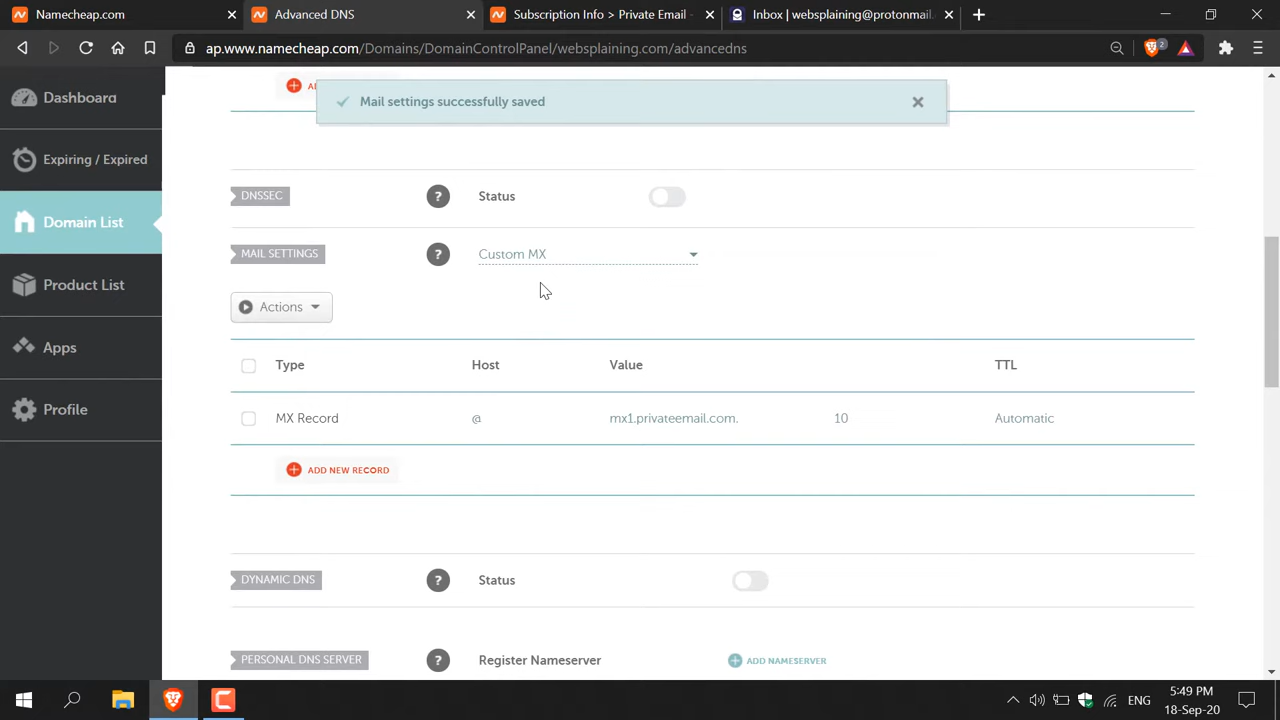 Namecheap.com
Advanced DNS
Subscription Info > Private Email -
Inbox | websplaining@protonmail.
ap.www.namecheap.com/Domains/DomainControlPanel/websplaining.com/advancedns
2
Dashboard
Expiring / Expired
Domain List
Product List
Apps
Profile
Mail settings successfully saved
DNSSEC
?
Status
MAIL SETTINGS
?
Custom MX
Actions
Type Host Value TTL
MX Record @ mx1.privateemail.com. 10 Automatic
ADD NEW RECORD
DYNAMIC DNS
?
Status
PERSONAL DNS SERVER
?
Register Nameserver
ADD NAMESERVER
ENG
5:49 PM
18-Sep-20